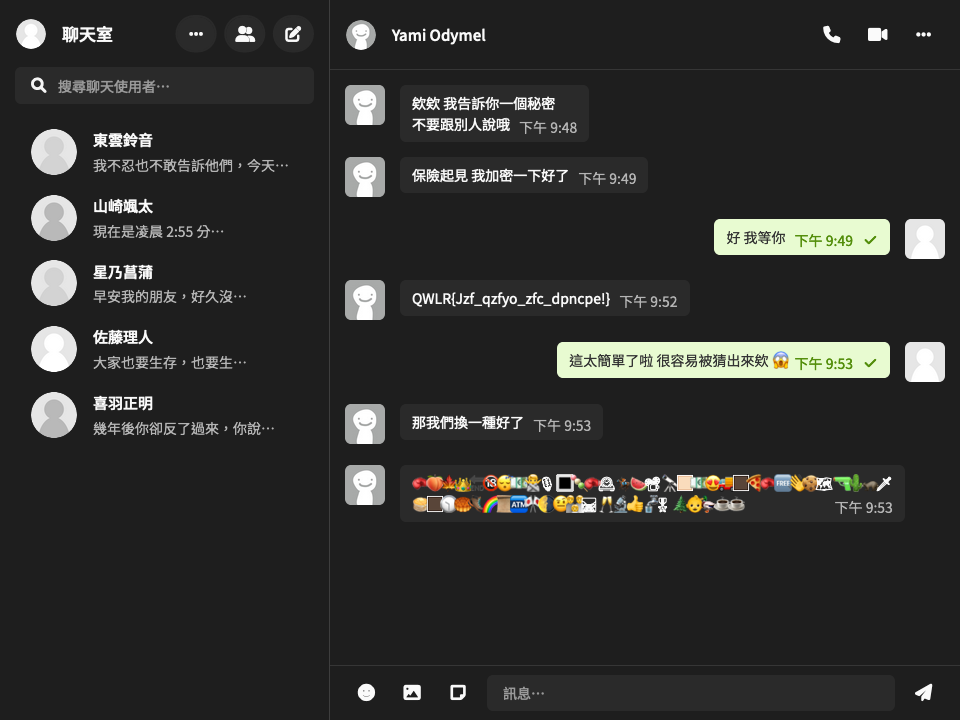 聊天室
搜尋聊天使用者⋯
東雲鈴音
我不忍也不敢告訴他們，今天⋯
山崎颯太
現在是凌晨 2:55 分⋯
星乃菖蒲
早安我的朋友，好久沒⋯
佐藤理人
大家也要生存，也要生⋯
喜羽正明
幾年後你卻反了過來，你說⋯
Yami Odymel
欸欸 我告訴你一個秘密
不要跟別人說哦 下午 9:48
保險起見 我加密一下好了 下午 9:49
好 我等你 下午 9:49
QWLR{Jzf_qzfyo_zfc_dpncpe!} 下午 9:52
這太簡單了啦 很容易被猜出來欸 😱 下午 9:53
那我們換一種好了 下午 9:53
下午 9:53
訊息⋯